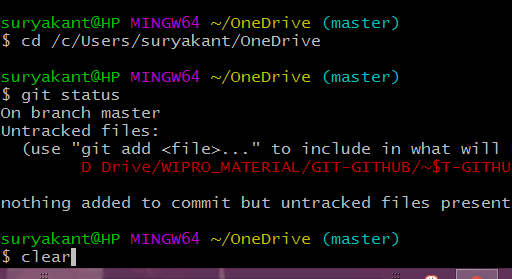 suryakant@HP MINGW64 ~/OneDrive (master)
$ cd /c/Users/suryakant/OneDrive
suryakant@HP MINGW64 ~/OneDrive (master)
$ git status
On branch master
Untracked files:
  (use "git add <file>..." to include in what will
        D Drive/WIPRO_MATERIAL/GIT-GITHUB/~$T-GITHU
nothing added to commit but untracked files present
suryakant@HP MINGW64 ~/OneDrive (master)
$ clear